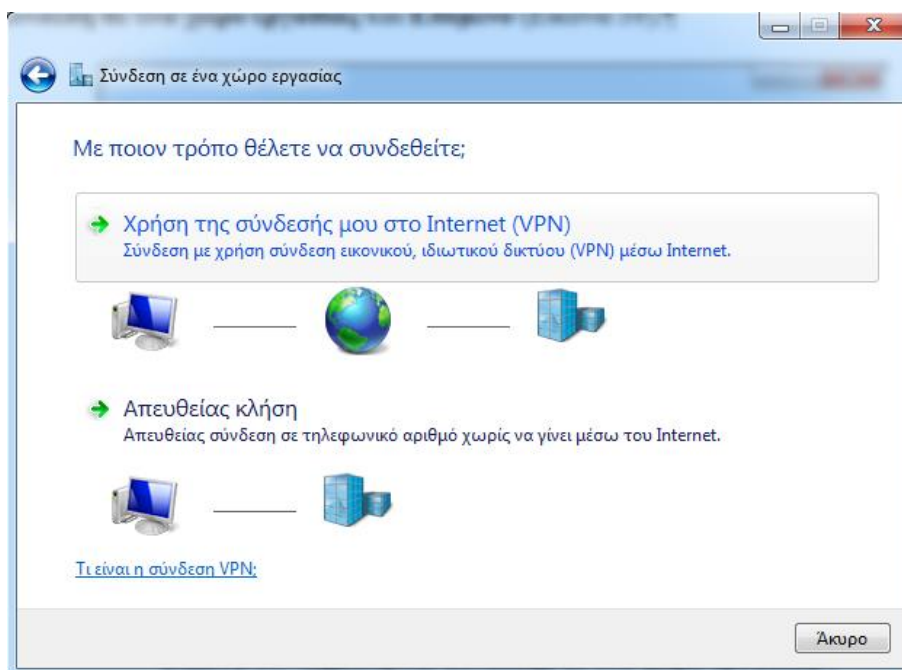 Σύνδεση σε ένα χώρο εργασίας
Με ποιον τρόπο θέλετε να συνδεθείτε;
Χρήση της σύνδεσής μου στο Internet (VPN)
Σύνδεση με χρήση σύνδεση εικονικού, ιδιωτικού δικτύου (VPN) μέσω Internet.
Απευθείας κλήση
Απευθείας σύνδεση σε τηλεφωνικό αριθμό χωρίς να γίνει μέσω του Internet.
Τι είναι η σύνδεση VPN;
Άκυρο